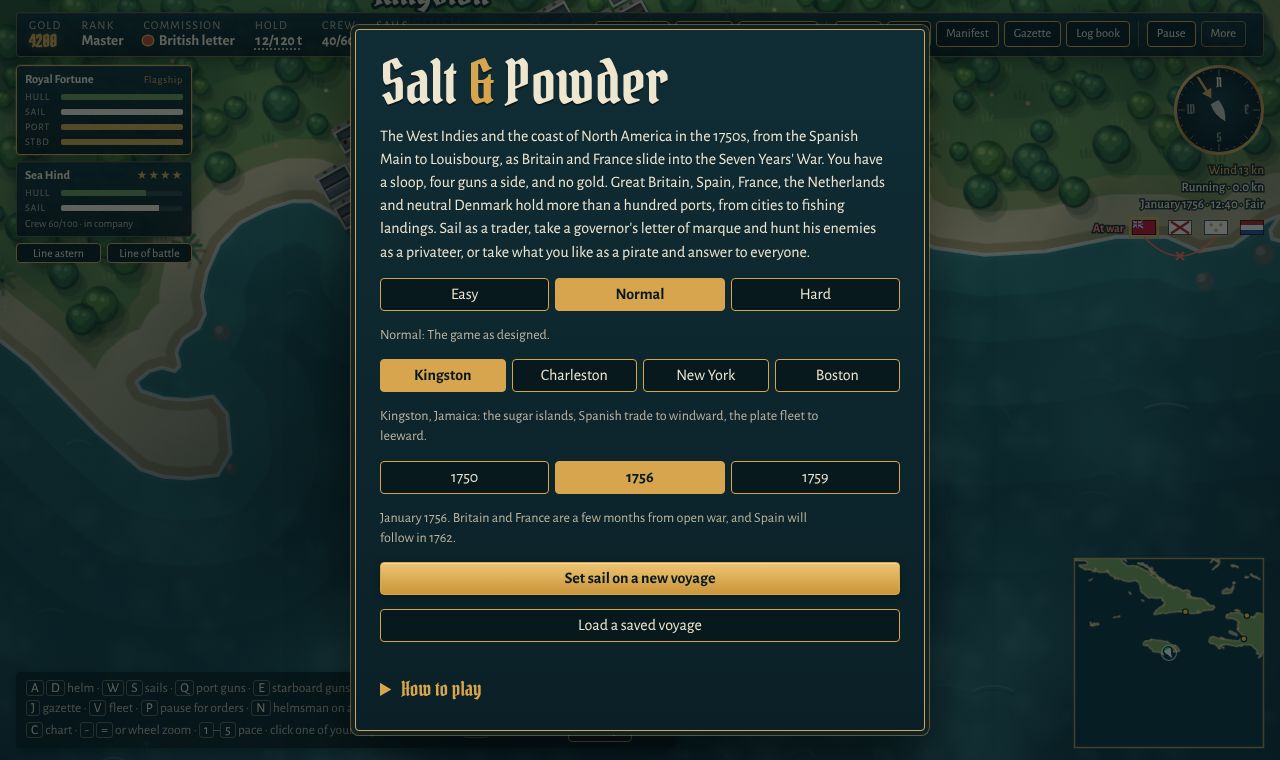 GOLD RANK COMMISSION HOLD CREW SAILS
4200 Master British letter 12/120 t 40/60
Manifest Gazette Log book Pause More
Royal Fortune Flagship
HULL
SAIL
PORT
STBD
Sea Hind ★★★★
HULL
SAIL
Crew 60/100 · in company
Line astern Line of battle
Salt & Powder
The West Indies and the coast of North America in the 1750s, from the Spanish
Main to Louisbourg, as Britain and France slide into the Seven Years' War. You have
a sloop, four guns a side, and no gold. Great Britain, Spain, France, the Netherlands
and neutral Denmark hold more than a hundred ports, from cities to fishing
landings. Sail as a trader, take a governor's letter of marque and hunt his enemies
as a privateer, or take what you like as a pirate and answer to everyone.
Easy Normal Hard
Normal: The game as designed.
Kingston Charleston New York Boston
Kingston, Jamaica: the sugar islands, Spanish trade to windward, the plate fleet to
leeward.
1750 1756 1759
January 1756. Britain and France are a few months from open war, and Spain will
follow in 1762.
Set sail on a new voyage
Load a saved voyage
How to play
N
W E
S
Wind 13 kn
Running · 0.0 kn
January 1756 · 12:40 · Fair
At war
A D helm · W S sails · Q port guns · E starboard guns
J gazette · V fleet · P pause for orders · N helmsman on
C chart · - = or wheel zoom · 1–5 pace · click one of your